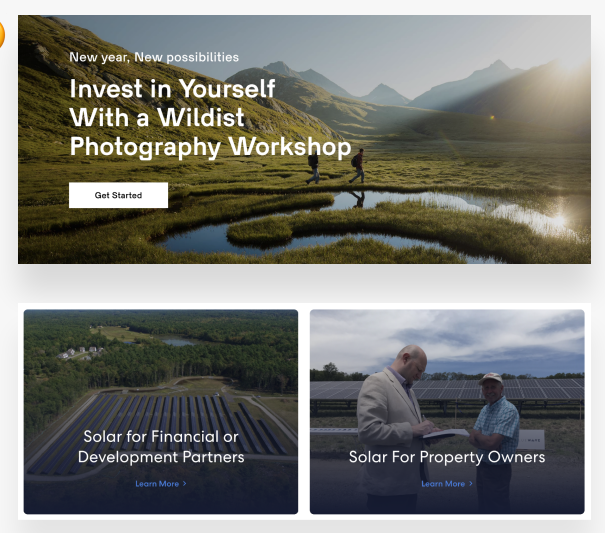 New year, New possibilities
Invest in Yourself
With a Wildist
Photography Workshop
Get Started
Solar for Financial or
Development Partners
Learn More >
Solar For Property Owners
Learn More >